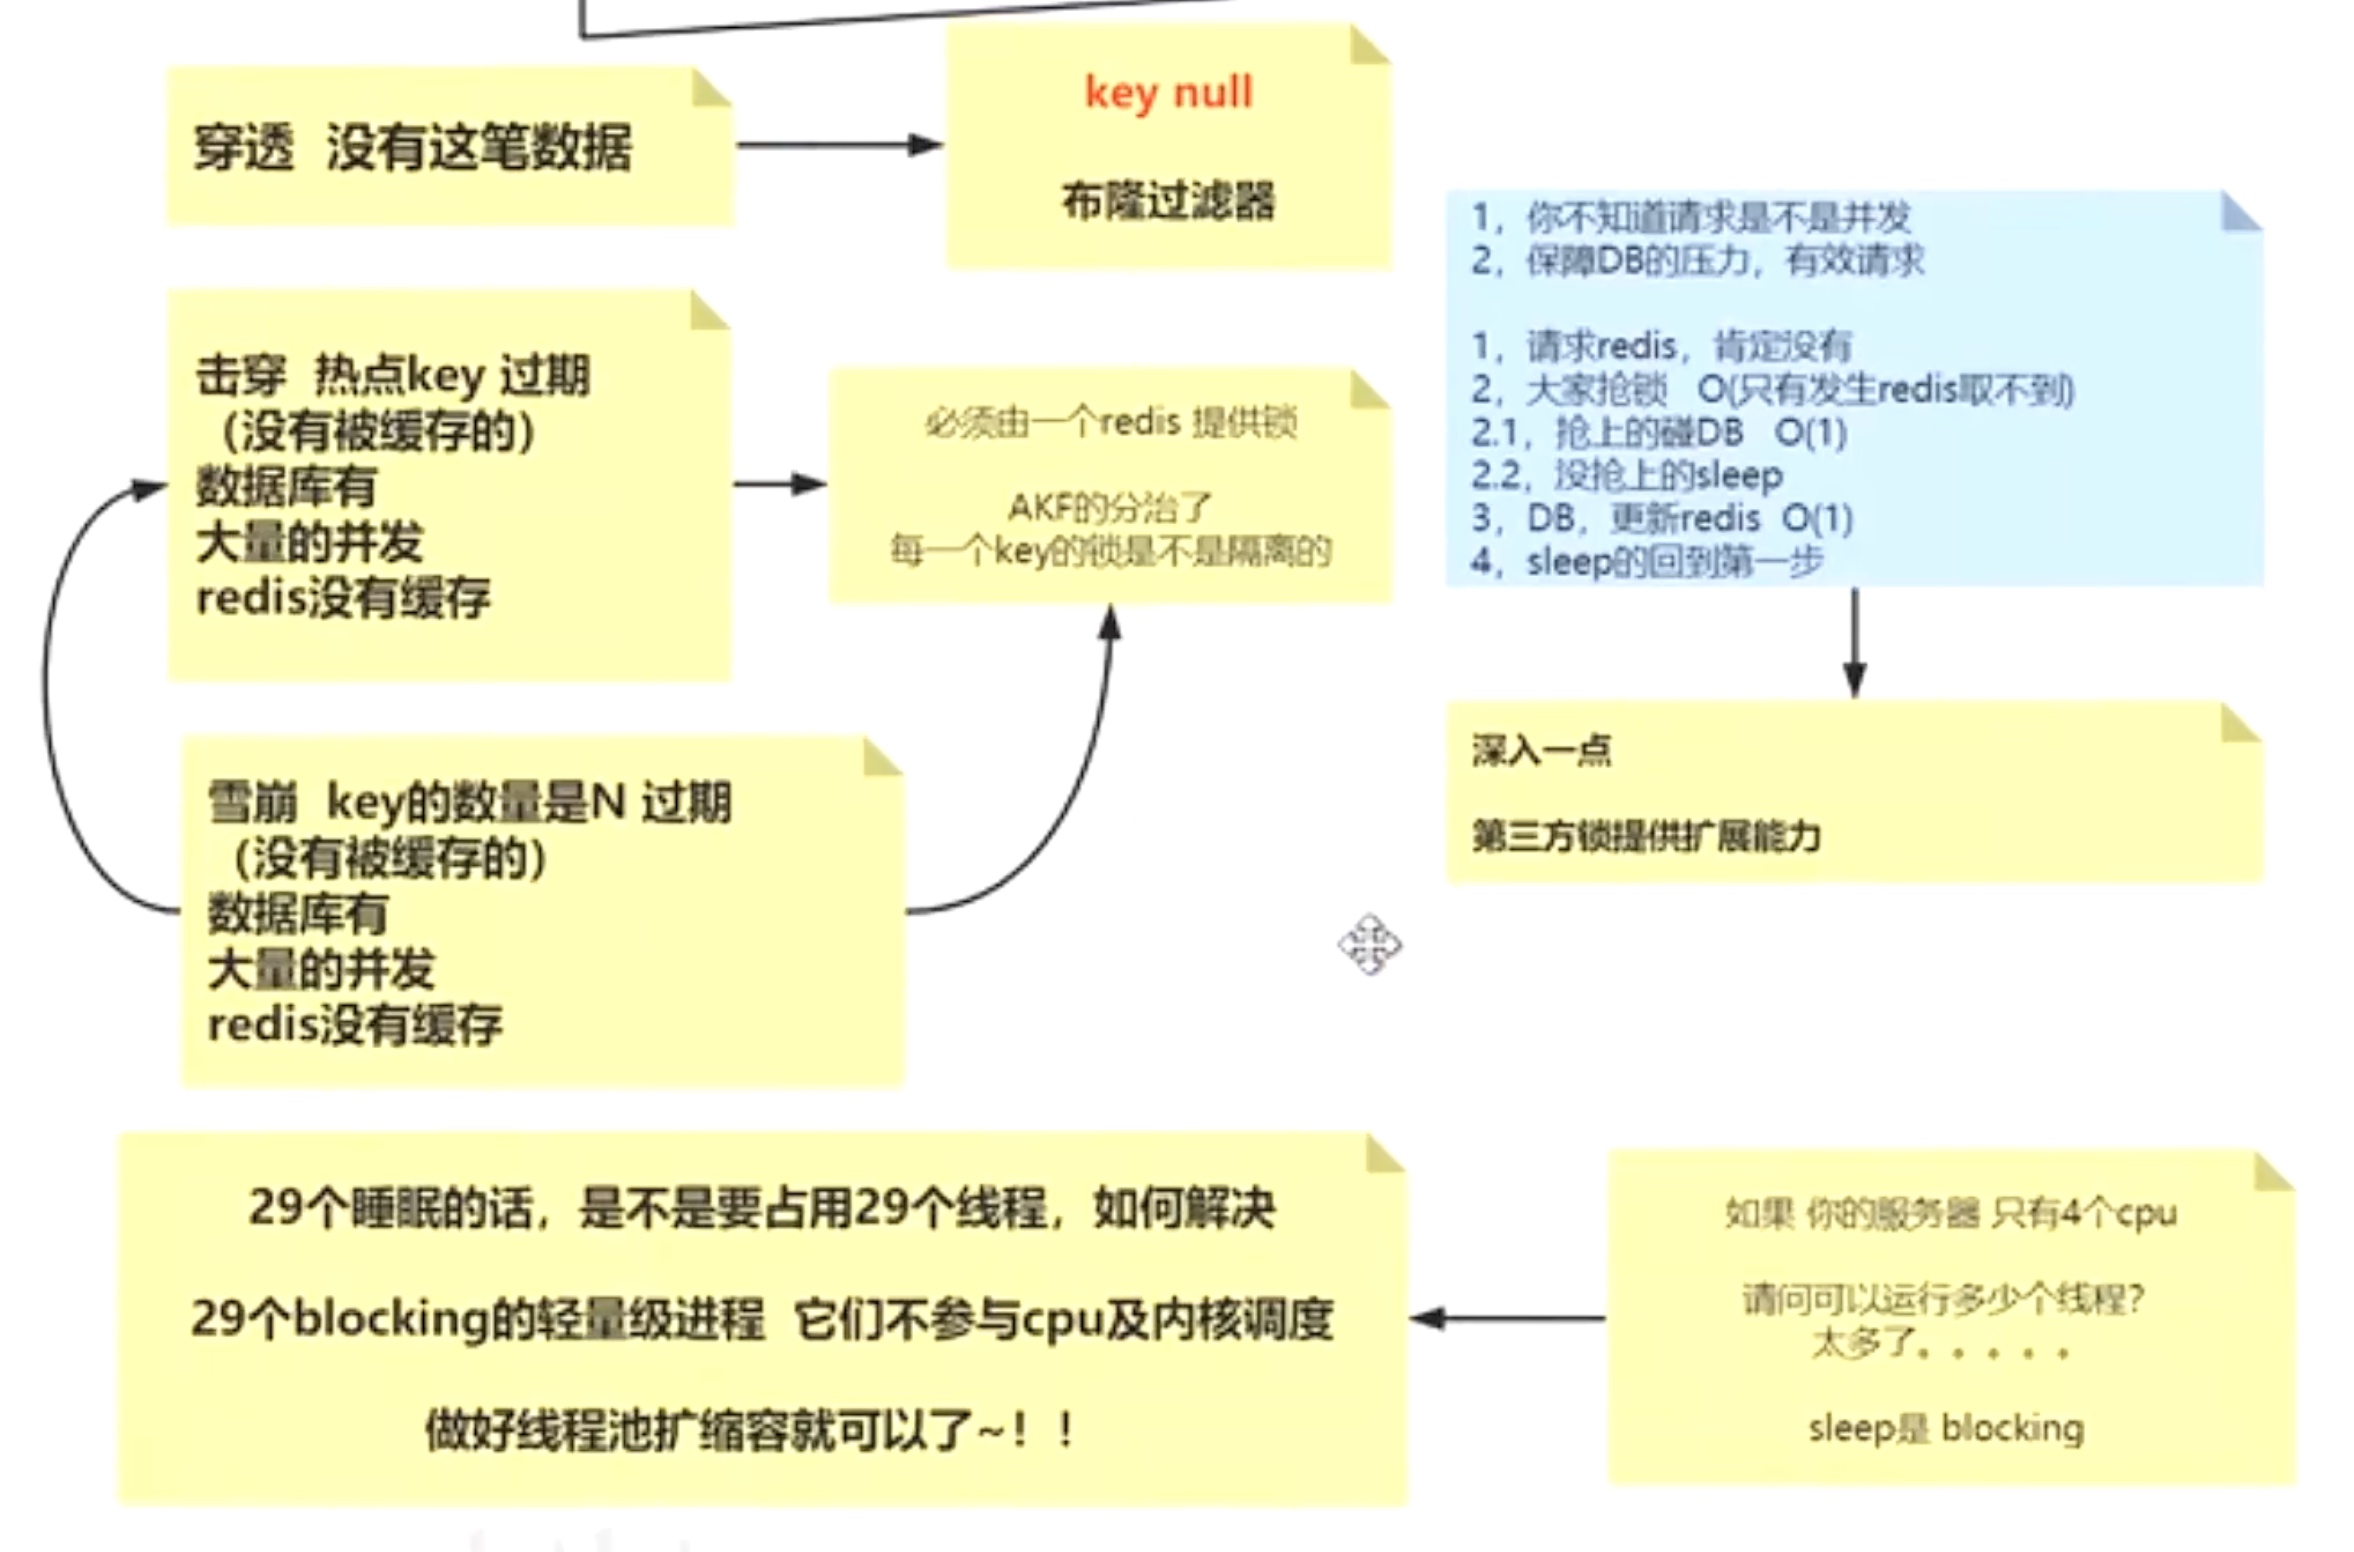 穿透  没有这笔数据
key null
布隆过滤器
击穿  热点key 过期
（没有被缓存的）
数据库有
大量的并发
redis没有缓存
必须由一个redis 提供锁
AKF的分治了
每一个key的锁是不是隔离的
1，你不知道请求是不是并发
2，保障DB的压力，有效请求
1，请求redis，肯定没有
2，大家抢锁   O(只有发生redis取不到)
2.1，抢上的碰DB   O(1)
2.2，没抢上的sleep
3，DB，更新redis  O(1)
4，sleep的回到第一步
深入一点
第三方锁提供扩展能力
雪崩  key的数量是N 过期
（没有被缓存的）
数据库有
大量的并发
redis没有缓存
29个睡眠的话，是不是要占用29个线程，如何解决
29个blocking的轻量级进程  它们不参与cpu及内核调度
做好线程池扩缩容就可以了~！！
如果 你的服务器 只有4个cpu
请问可以运行多少个线程？
太多了。。。。。
sleep是 blocking